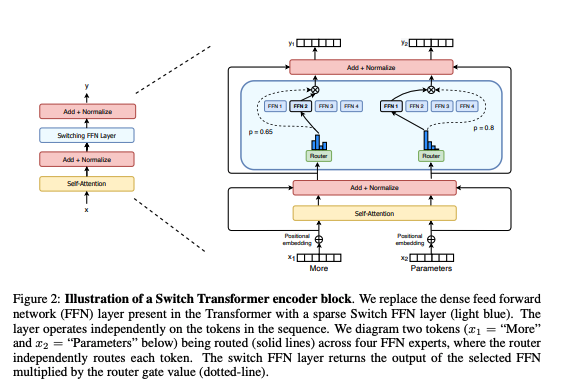 y₁
y₂
Add + Normalize
y
Add + Normalize
Switching FFN Layer
Add + Normalize
Self-Attention
x
FFN 1 FFN 2 FFN 3 FFN 4
FFN 1 FFN 2 FFN 3 FFN 4
p = 0.65
p = 0.8
Router
Router
Add + Normalize
Self-Attention
Positional
embedding
Positional
embedding
x₁
x₂
More
Parameters
Figure 2: Illustration of a Switch Transformer encoder block. We replace the dense feed forward
network (FFN) layer present in the Transformer with a sparse Switch FFN layer (light blue). The
layer operates independently on the tokens in the sequence. We diagram two tokens (x₁ = “More”
and x₂ = “Parameters” below) being routed (solid lines) across four FFN experts, where the router
independently routes each token. The switch FFN layer returns the output of the selected FFN
multiplied by the router gate value (dotted-line).